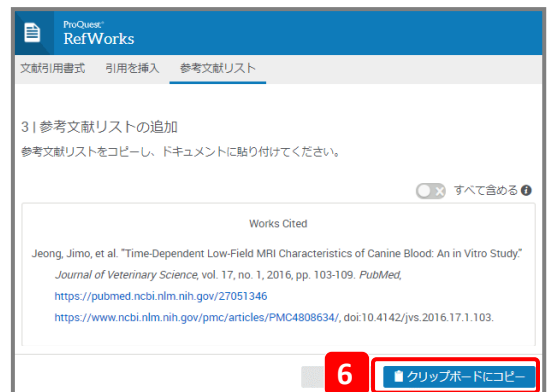 ProQuest®
RefWorks
文献引用書式 引用を挿入 参考文献リスト
3 | 参考文献リストの追加
参考文献リストをコピーし、ドキュメントに貼り付けてください。
すべて含める
Works Cited
Jeong, Jimo, et al. "Time-Dependent Low-Field MRI Characteristics of Canine Blood: An in Vitro Study."
Journal of Veterinary Science, vol. 17, no. 1, 2016, pp. 103-109. PubMed,
https://pubmed.ncbi.nlm.nih.gov/27051346
https://www.ncbi.nlm.nih.gov/pmc/articles/PMC4808634/, doi:10.4142/jvs.2016.17.1.103.
6 クリップボードにコピー